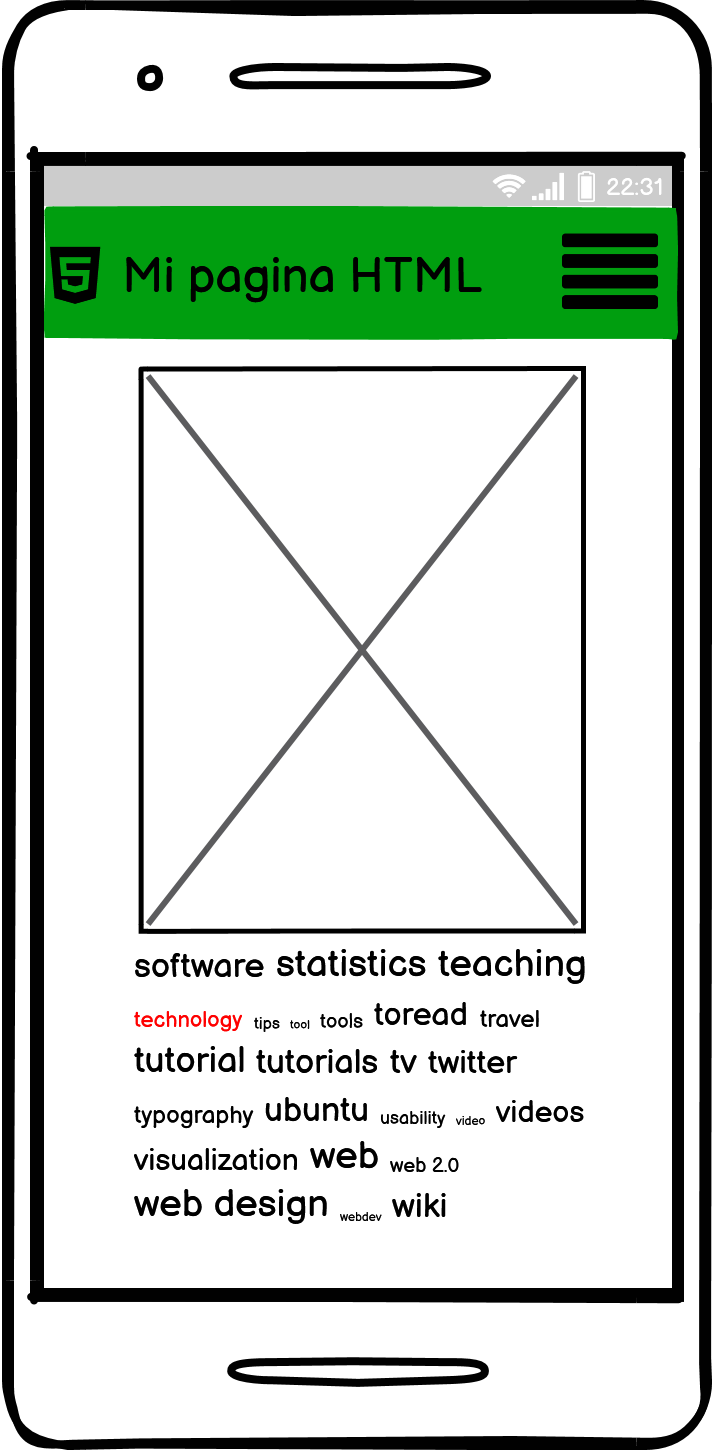 22:31
Mi pagina HTML
software statistics teaching
technology tips tool tools toread travel
tutorial tutorials tv twitter
typography ubuntu usability video videos
visualization web web 2.0
web design webdev wiki